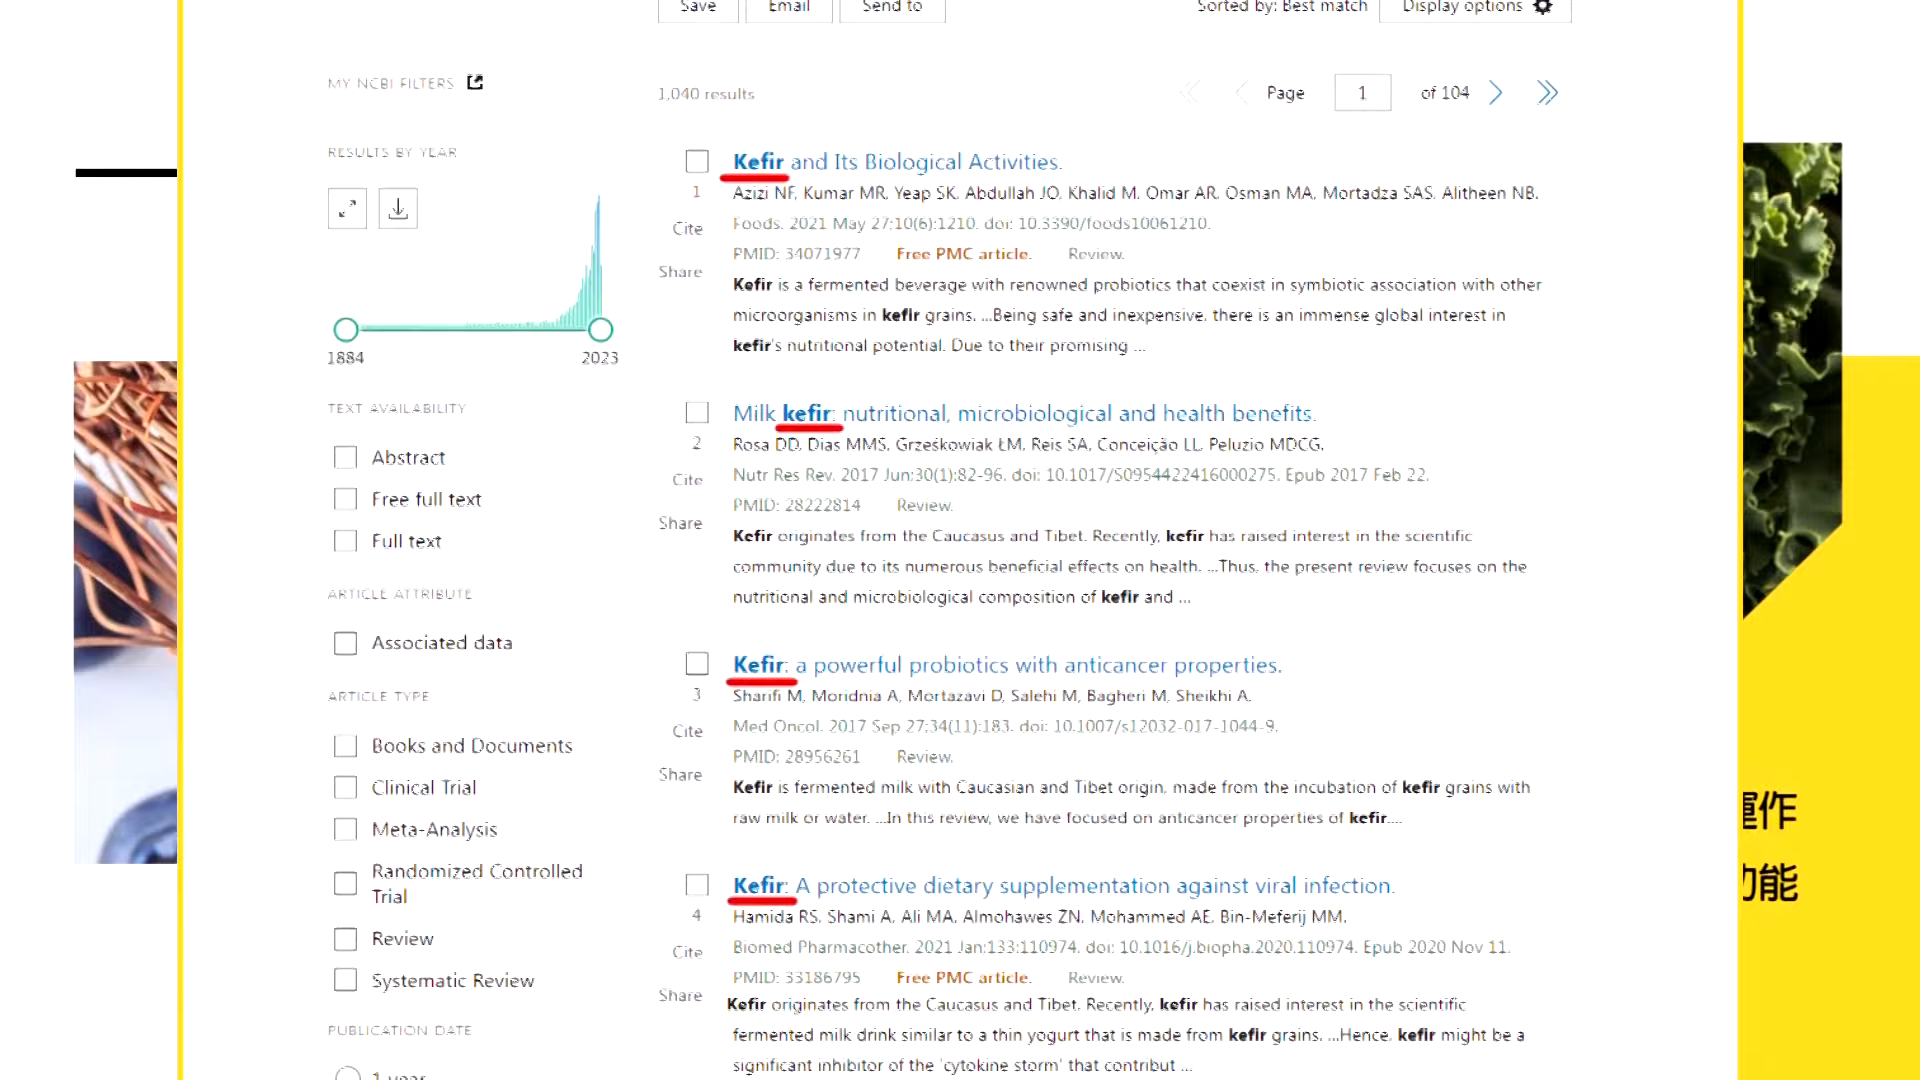 Save Email Send to Sorted by: Best match Display options
MY NCBI FILTERS
1,040 results
Page 1 of 104
RESULTS BY YEAR
1884 2023
TEXT AVAILABILITY
Abstract
Free full text
Full text
ARTICLE ATTRIBUTE
Associated data
ARTICLE TYPE
Books and Documents
Clinical Trial
Meta-Analysis
Randomized Controlled
Trial
Review
Systematic Review
PUBLICATION DATE
1 year
Kefir and Its Biological Activities.
1
Azizi NF, Kumar MR, Yeap SK, Abdullah JO, Khalid M, Omar AR, Osman MA, Mortadza SAS, Alitheen NB.
Cite
Foods. 2021 May 27;10(6):1210. doi: 10.3390/foods10061210.
PMID: 34071977 Free PMC article. Review.
Share
Kefir is a fermented beverage with renowned probiotics that coexist in symbiotic association with other
microorganisms in kefir grains. ...Being safe and inexpensive, there is an immense global interest in
kefir's nutritional potential. Due to their promising ...
Milk kefir: nutritional, microbiological and health benefits.
2
Rosa DD, Dias MMS, Grześkowiak ŁM, Reis SA, Conceição LL, Peluzio MDCG.
Cite
Nutr Res Rev. 2017 Jun;30(1):82-96. doi: 10.1017/S0954422416000275. Epub 2017 Feb 22.
PMID: 28222814 Review.
Share
Kefir originates from the Caucasus and Tibet. Recently, kefir has raised interest in the scientific
community due to its numerous beneficial effects on health. ...Thus, the present review focuses on the
nutritional and microbiological composition of kefir and ...
Kefir: a powerful probiotics with anticancer properties.
3
Sharifi M, Moridnia A, Mortazavi D, Salehi M, Bagheri M, Sheikhi A.
Cite
Med Oncol. 2017 Sep 27;34(11):183. doi: 10.1007/s12032-017-1044-9.
PMID: 28956261 Review.
Share
Kefir is fermented milk with Caucasian and Tibet origin, made from the incubation of kefir grains with
raw milk or water. ...In this review, we have focused on anticancer properties of kefir....
Kefir: A protective dietary supplementation against viral infection.
4
Hamida RS, Shami A, Ali MA, Almohawes ZN, Mohammed AE, Bin-Meferij MM.
Cite
Biomed Pharmacother. 2021 Jan;133:110974. doi: 10.1016/j.biopha.2020.110974. Epub 2020 Nov 11.
PMID: 33186795 Free PMC article. Review.
Share
Kefir originates from the Caucasus and Tibet. Recently, kefir has raised interest in the scientific
fermented milk drink similar to a thin yogurt that is made from kefir grains. ...Hence, kefir might be a
significant inhibitor of the 'cytokine storm' that contribut ...
運作
功能